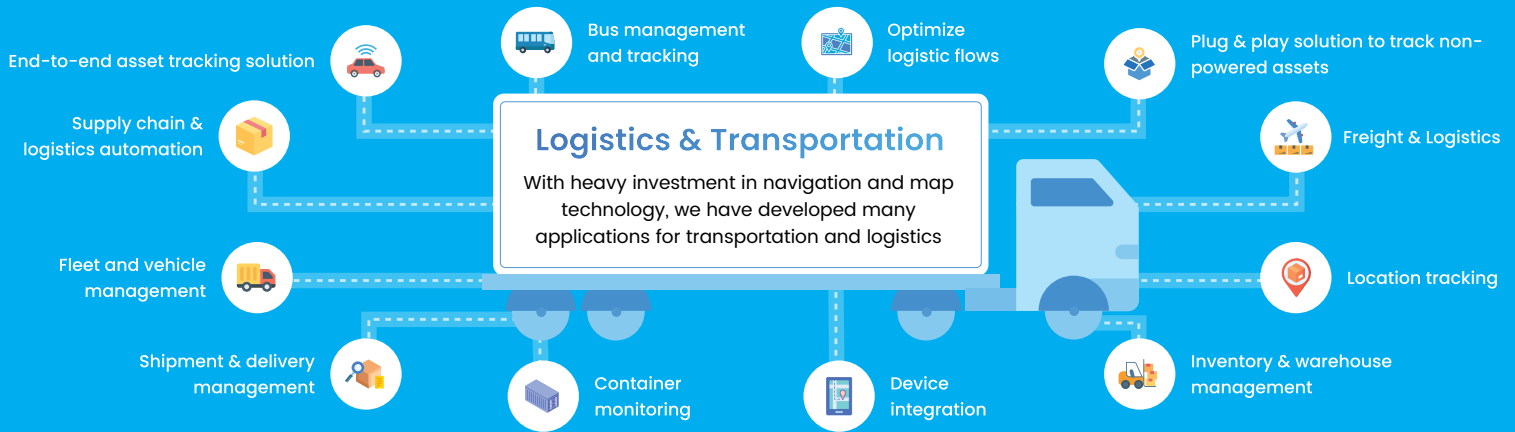 Bus management
and tracking
Optimize
logistic flows
End-to-end asset tracking solution
Plug & play solution to track non-
powered assets
Supply chain &
logistics automation
Freight & Logistics
Logistics & Transportation
With heavy investment in navigation and map
technology, we have developed many
applications for transportation and logistics
Fleet and vehicle
management
Location tracking
Shipment & delivery
management
Container
monitoring
Device
integration
Inventory & warehouse
management